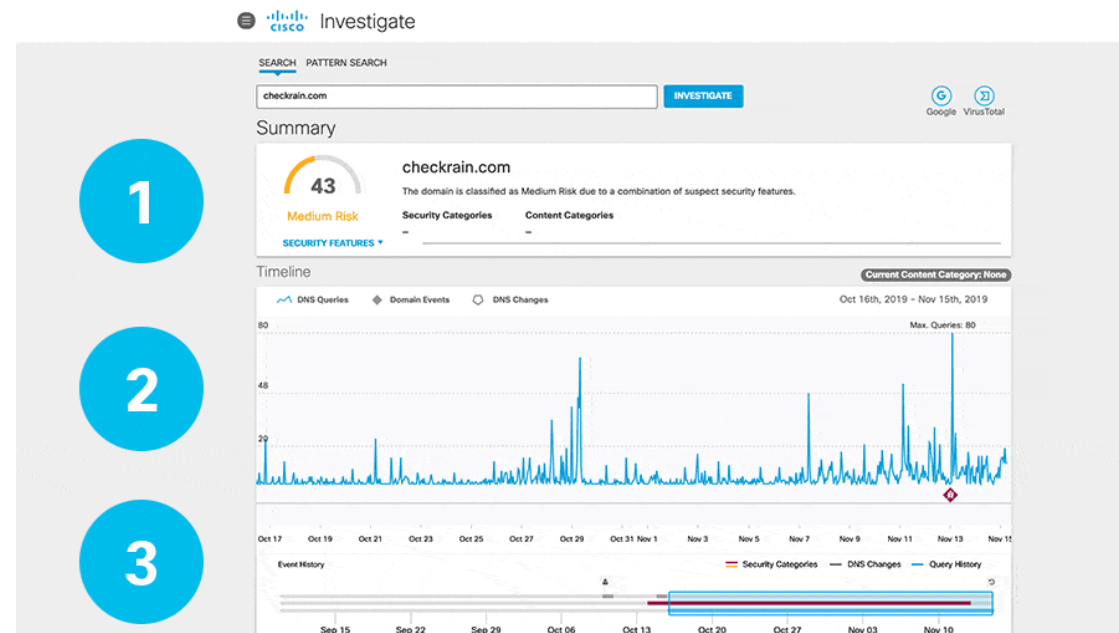 CISCO Investigate
SEARCH PATTERN SEARCH
checkrain.com INVESTIGATE
Google VirusTotal
Summary
1
43
Medium Risk
SECURITY FEATURES
checkrain.com
The domain is classified as Medium Risk due to a combination of suspect security features.
Security Categories Content Categories
– –
Timeline Current Content Category: None
DNS Queries Domain Events DNS Changes Oct 16th, 2019 - Nov 15th, 2019
80 Max. Queries: 80
2
48
20
Oct 17 Oct 19 Oct 21 Oct 23 Oct 25 Oct 27 Oct 29 Oct 31 Nov 1 Nov 3 Nov 5 Nov 7 Nov 9 Nov 11 Nov 13 Nov 15
3
Event History Security Categories DNS Changes Query History
Sep 15 Sep 22 Sep 29 Oct 06 Oct 13 Oct 20 Oct 27 Nov 03 Nov 10